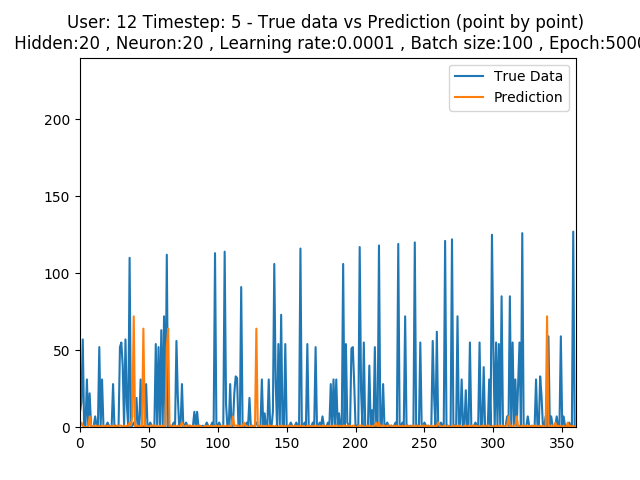 User: 12 Timestep: 5 - True data vs Prediction (point by point)
Hidden:20 , Neuron:20 , Learning rate:0.0001 , Batch size:100 , Epoch:5000
True Data
Prediction
200
150
100
50
0
0 50 100 150 200 250 300 350